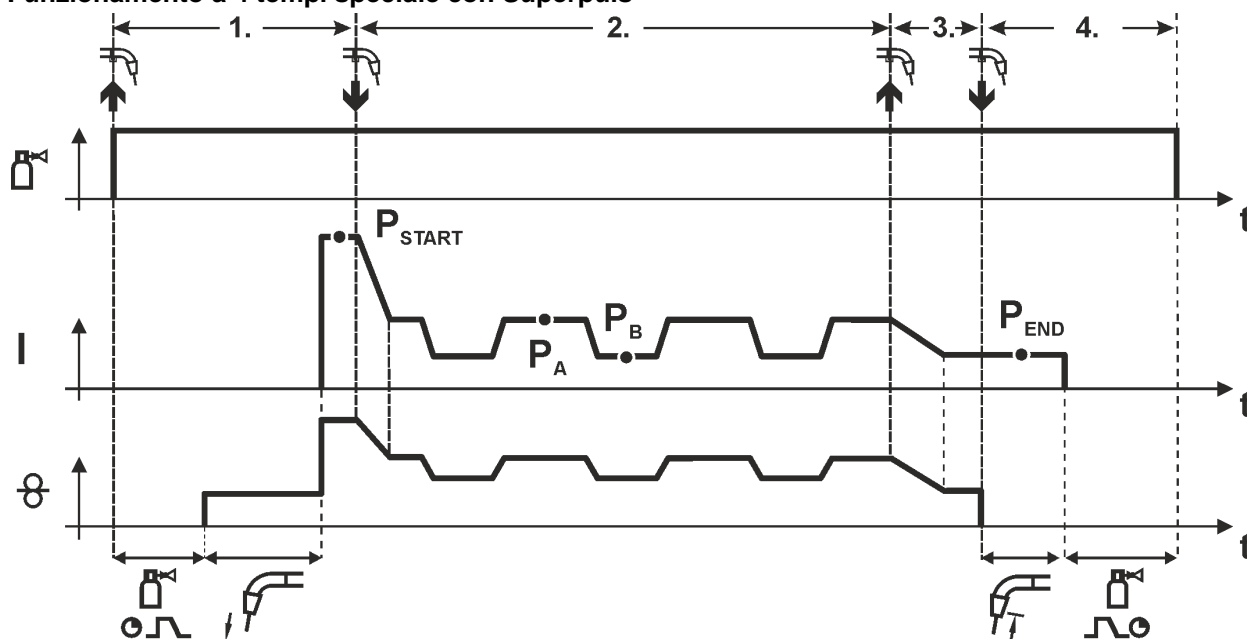 Funzionamento a 4 tempi speciale con Superpuls
1. 2. 3. 4.
t
P START
P B
P END
I
P A
t
t